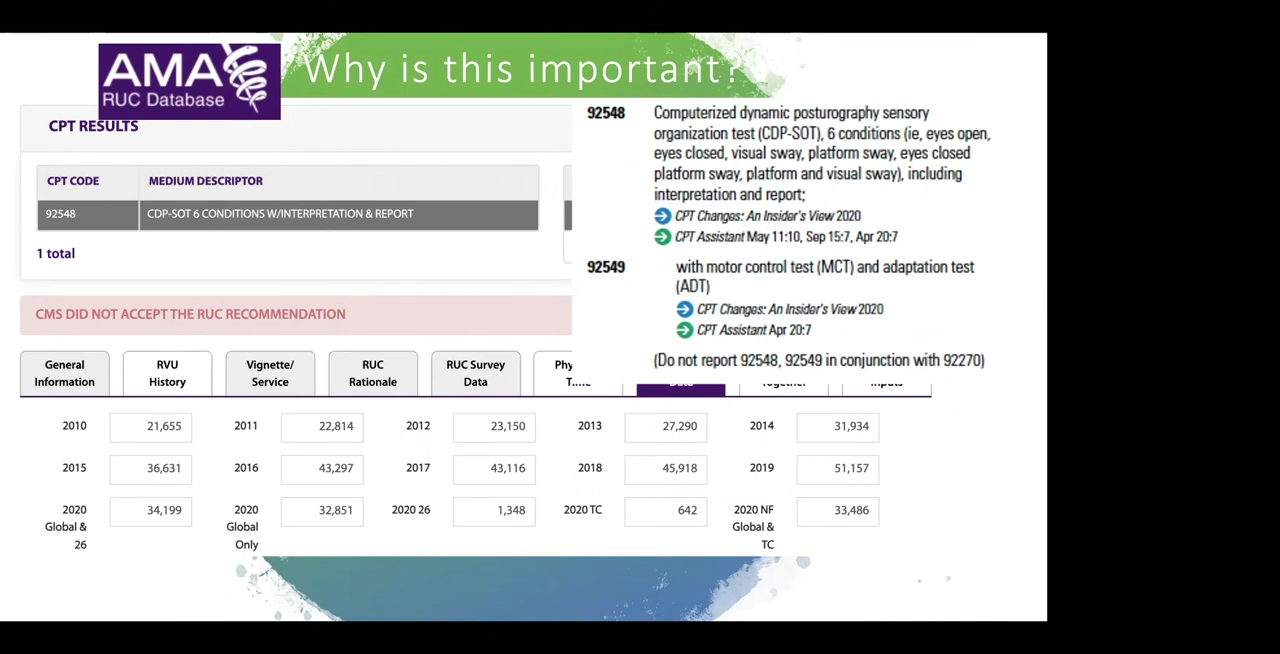 AMA
RUC Database
Why is this important?
CPT RESULTS
CPT CODE MEDIUM DESCRIPTOR
92548 CDP-SOT 6 CONDITIONS W/INTERPRETATION & REPORT
1 total
CMS DID NOT ACCEPT THE RUC RECOMMENDATION
92548 Computerized dynamic posturography sensory
organization test (CDP-SOT), 6 conditions (ie, eyes open,
eyes closed, visual sway, platform sway, eyes closed
platform sway, platform and visual sway), including
interpretation and report;
CPT Changes: An Insider's View 2020
CPT Assistant May 11:10, Sep 15:7, Apr 20:7
92549 with motor control test (MCT) and adaptation test
(ADT)
CPT Changes: An Insider's View 2020
CPT Assistant Apr 20:7
(Do not report 92548, 92549 in conjunction with 92270)
General
Information
RVU
History
Vignette/
Service
RUC
Rationale
RUC Survey
Data
2010 21,655 2011 22,814 2012 23,150 2013 27,290 2014 31,934
2015 36,631 2016 43,297 2017 43,116 2018 45,918 2019 51,157
2020 34,199 2020 32,851 2020 26 1,348 2020 TC 642 2020 NF 33,486
Global & Global Global &
26 Only TC